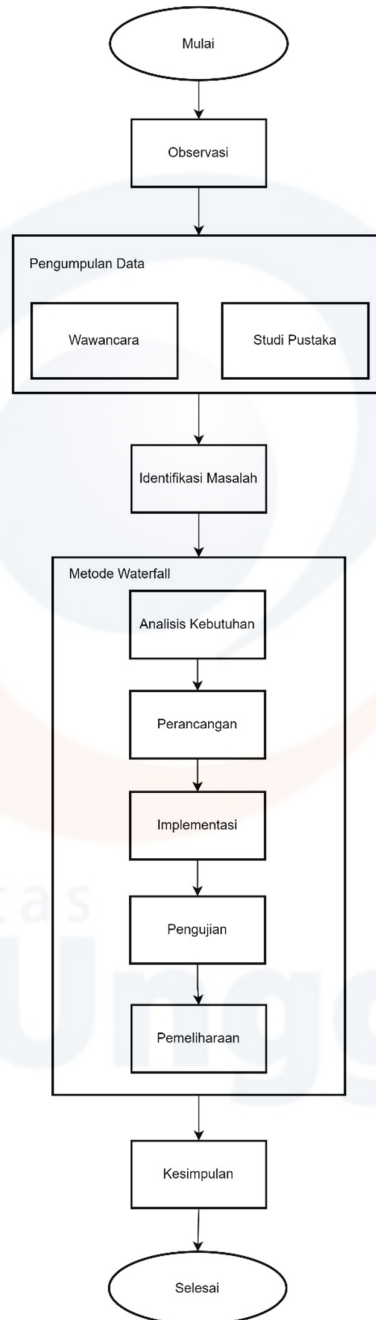 Mulai
Observasi
Pengumpulan Data
Wawancara
Studi Pustaka
Identifikasi Masalah
Metode Waterfall
Analisis Kebutuhan
Perancangan
Implementasi
Pengujian
Pemeliharaan
Kesimpulan
Selesai